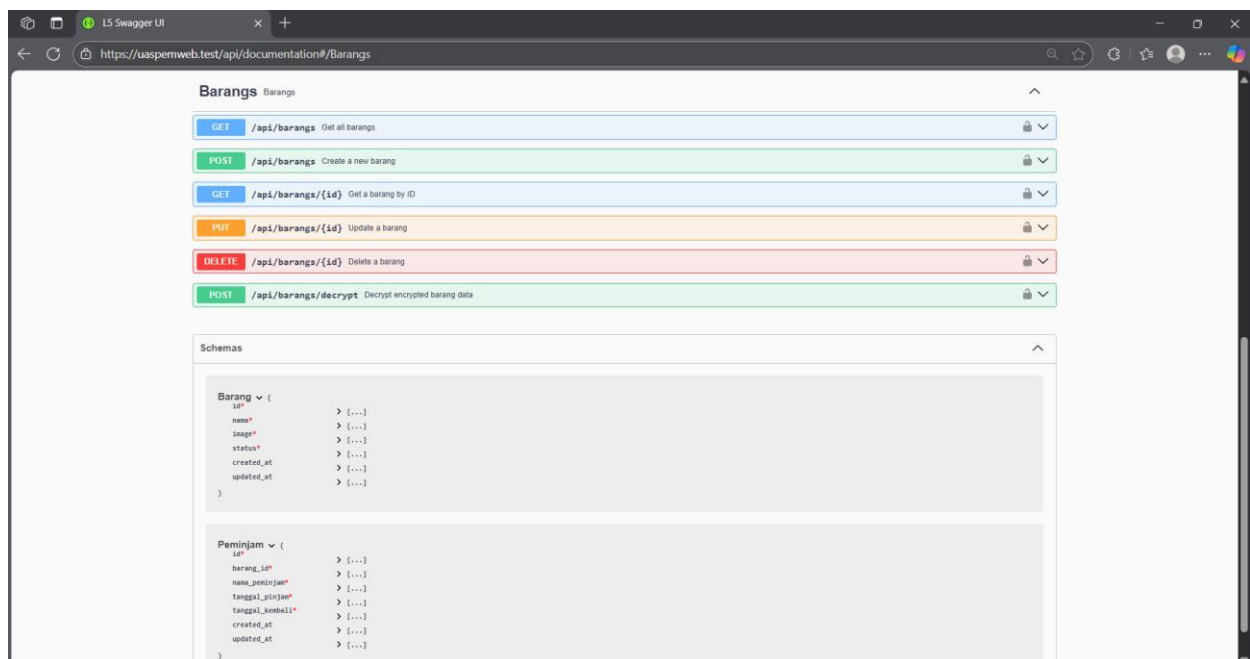 L5 Swagger UI
https://uaspemweb.test/api/documentation#/Barangs
Barangs Barangs
GET /api/barangs Get all barangs
POST /api/barangs Create a new barang
GET /api/barangs/{id} Get a barang by ID
PUT /api/barangs/{id} Update a barang
DELETE /api/barangs/{id} Delete a barang
POST /api/barangs/decrypt Decrypt encrypted barang data
Schemas
Barang {
id* [...]
nama* [...]
image* [...]
status* [...]
created_at [...]
updated_at [...]
}
Peminjam {
id* [...]
barang_id* [...]
nama_peminjam* [...]
tanggal_pinjam* [...]
tanggal_kembali* [...]
created_at [...]
updated_at [...]
}